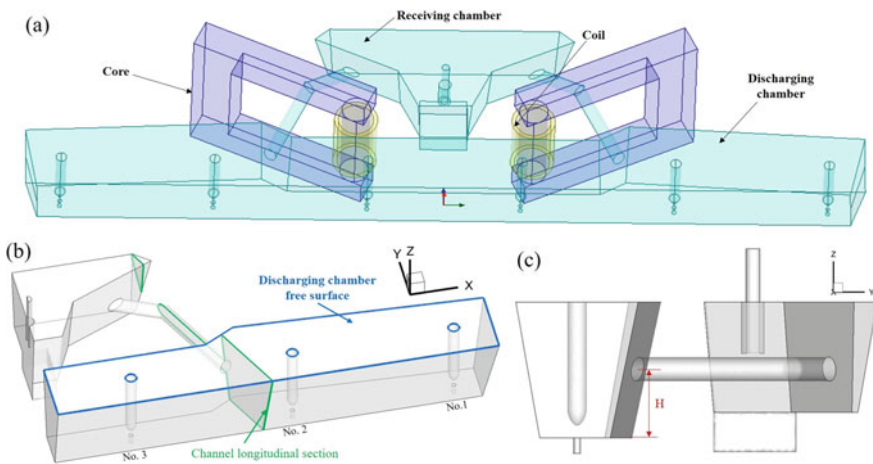 (a)
Receiving chamber
Coil
Core
Discharging
chamber
(b)
Discharging chamber
free surface
Y
Z
X
No. 3
No. 2
No.1
Channel longitudinal section
(c)
Z
X
Y
H